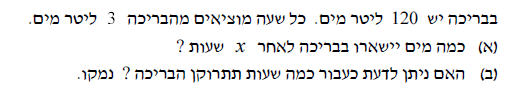 בבריכה יש 120 ליטר מים. כל שעה מוציאים מהבריכה 3 ליטר מים.
(א) כמה מים יישארו בבריכה לאחר x שעות ?
(ב) האם ניתן לדעת כעבור כמה שעות תתרוקן הבריכה ? נמקו.